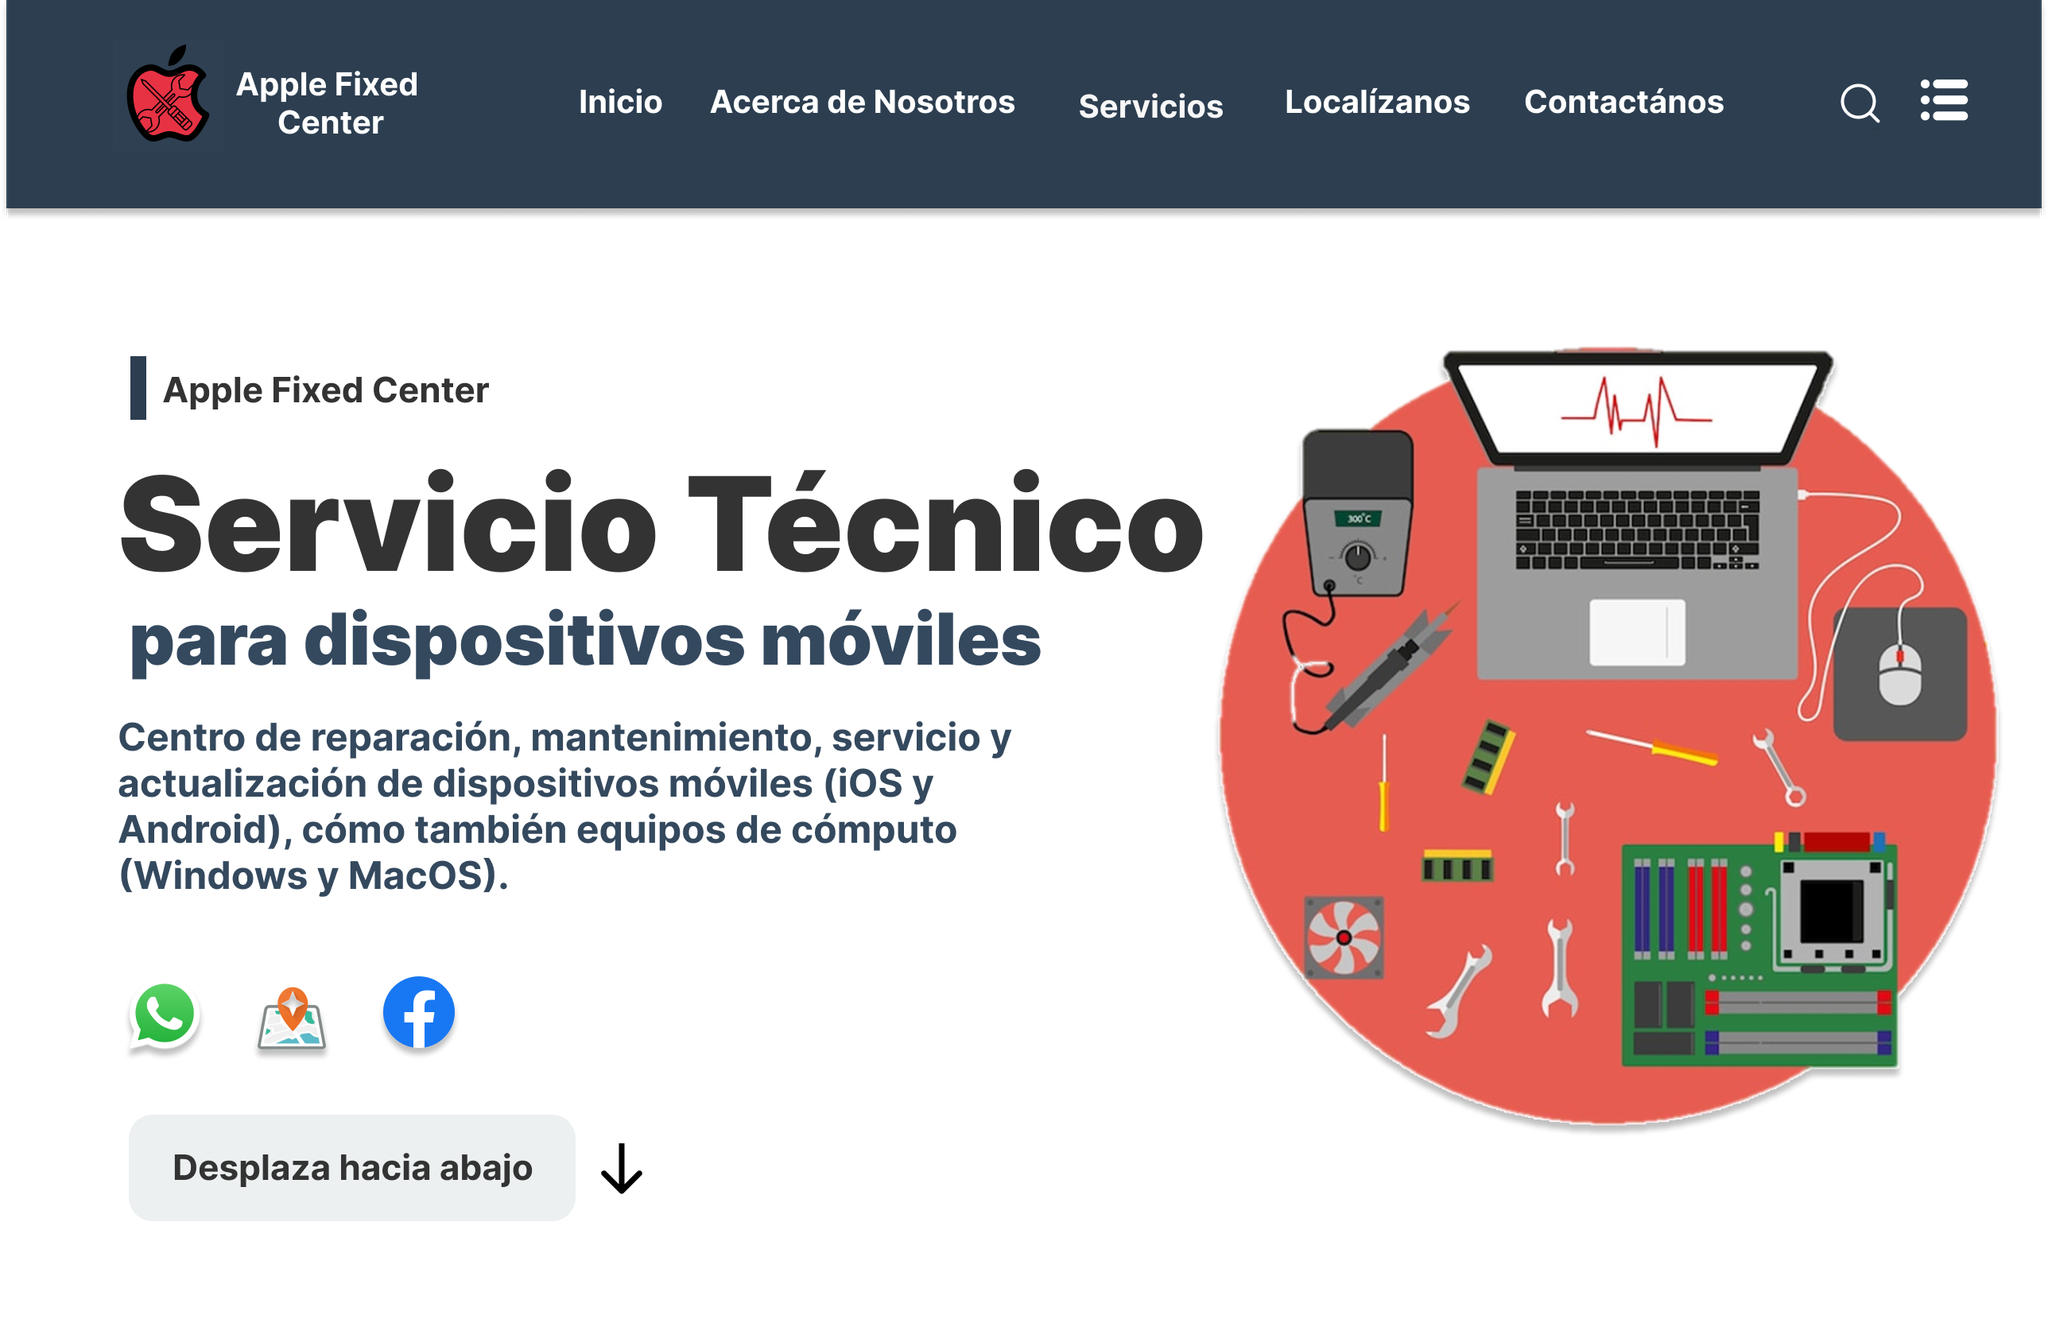 Apple Fixed
Center
Inicio
Acerca de Nosotros
Servicios
Localízanos
Contactános
Apple Fixed Center
Servicio Técnico
para dispositivos móviles
Centro de reparación, mantenimiento, servicio y
actualización de dispositivos móviles (iOS y
Android), cómo también equipos de cómputo
(Windows y MacOS).
300°C
°C
Desplaza hacia abajo